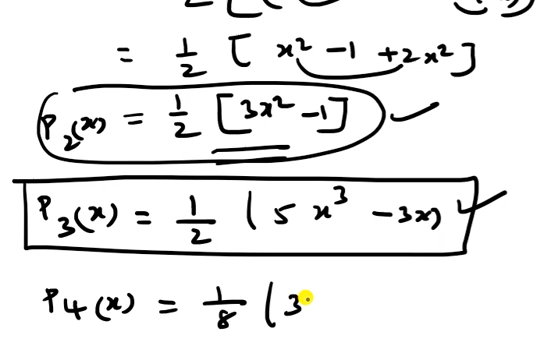 = 1/2 [ x² - 1 + 2x² ]
P₂(x) = 1/2 [3x² - 1] ✓
P₃(x) = 1/2 ( 5x³ - 3x) ✓
P₄(x) = 1/8 ( 3